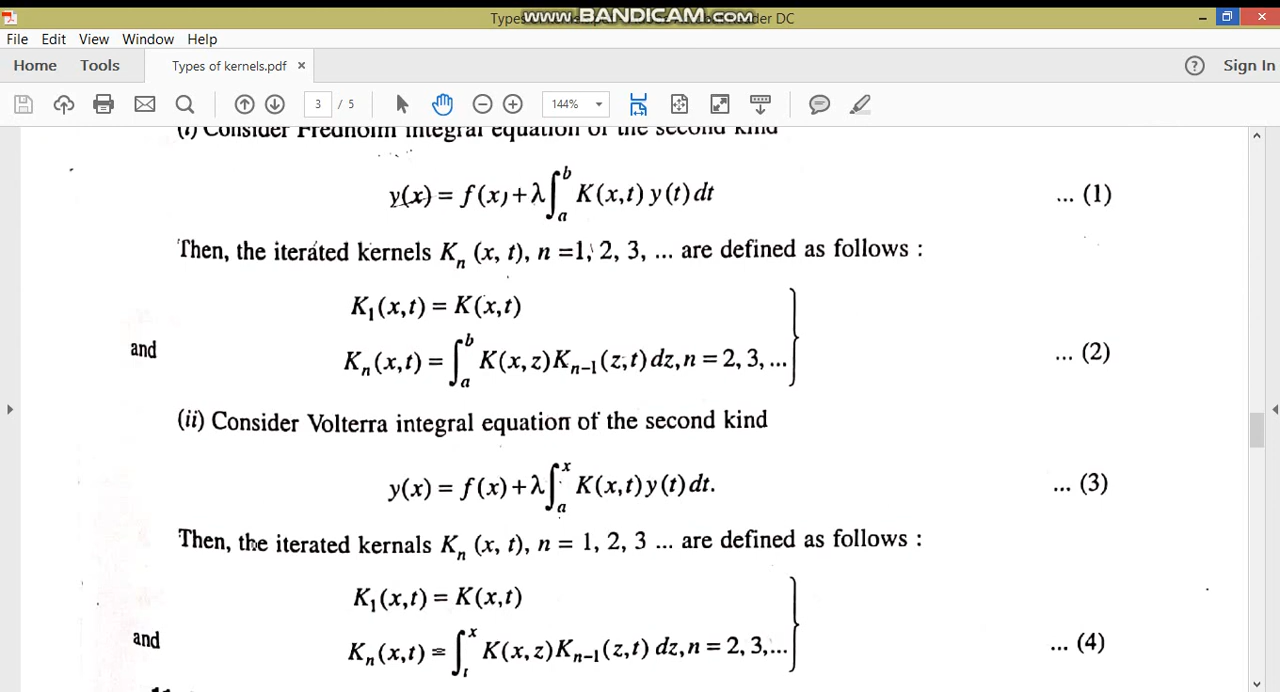 Types
www.BANDICAM.com
der DC
File Edit View Window Help
Home Tools Types of kernels.pdf × ? Sign In
3 / 5 144%
(i) Consider Fredholm integral equation of the second kind
y(x) = f(x) + λ∫_a^b K(x,t) y(t) dt ... (1)
Then, the iterated kernels K_n (x, t), n =1, 2, 3, ... are defined as follows :
K_1(x,t) = K(x,t)
and
K_n(x,t) = ∫_a^b K(x,z) K_{n-1}(z,t) dz, n = 2, 3, ... } ... (2)
(ii) Consider Volterra integral equation of the second kind
y(x) = f(x) + λ∫_a^x K(x,t) y(t) dt. ... (3)
Then, the iterated kernals K_n (x, t), n = 1, 2, 3 ... are defined as follows :
K_1(x,t) = K(x,t)
and
K_n(x,t) = ∫_t^x K(x,z) K_{n-1}(z,t) dz, n = 2, 3,... } ... (4)